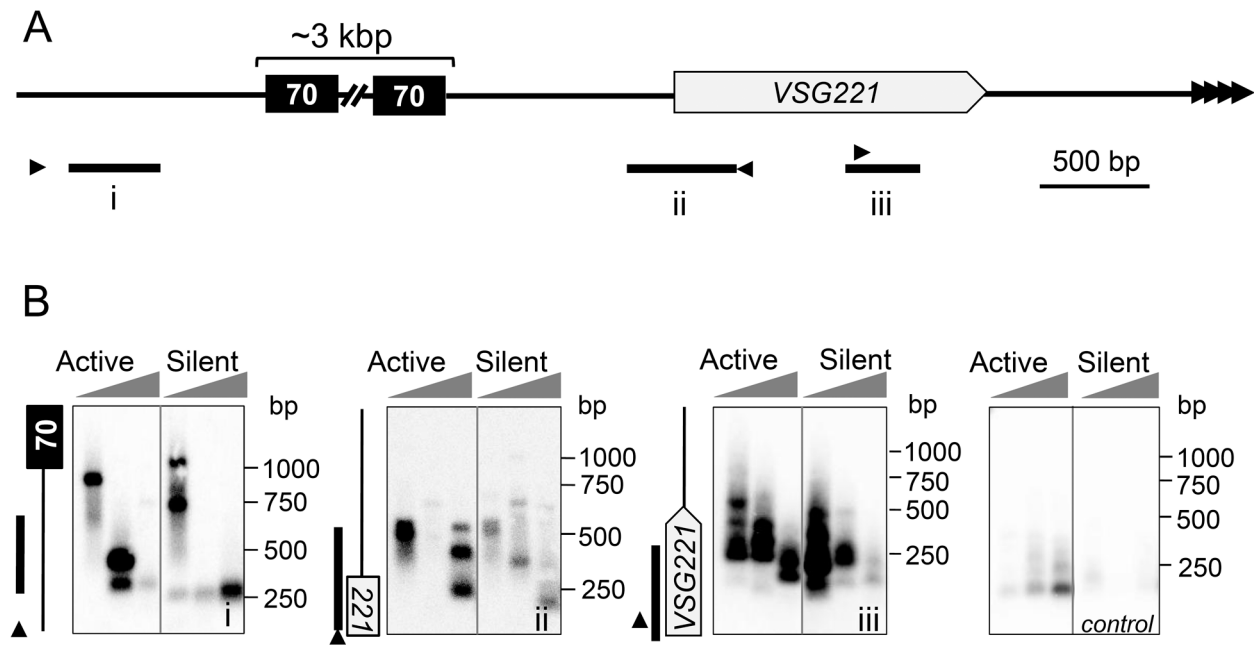 A
~3 kbp
70 70 VSG221
i ii iii 500 bp
B
Active Silent
bp
70
1000
750
500
250
i
Active Silent
bp
221
1000
750
500
250
ii
Active Silent
bp
VSG221
1000
750
500
250
iii
Active Silent
bp
1000
750
500
250
control